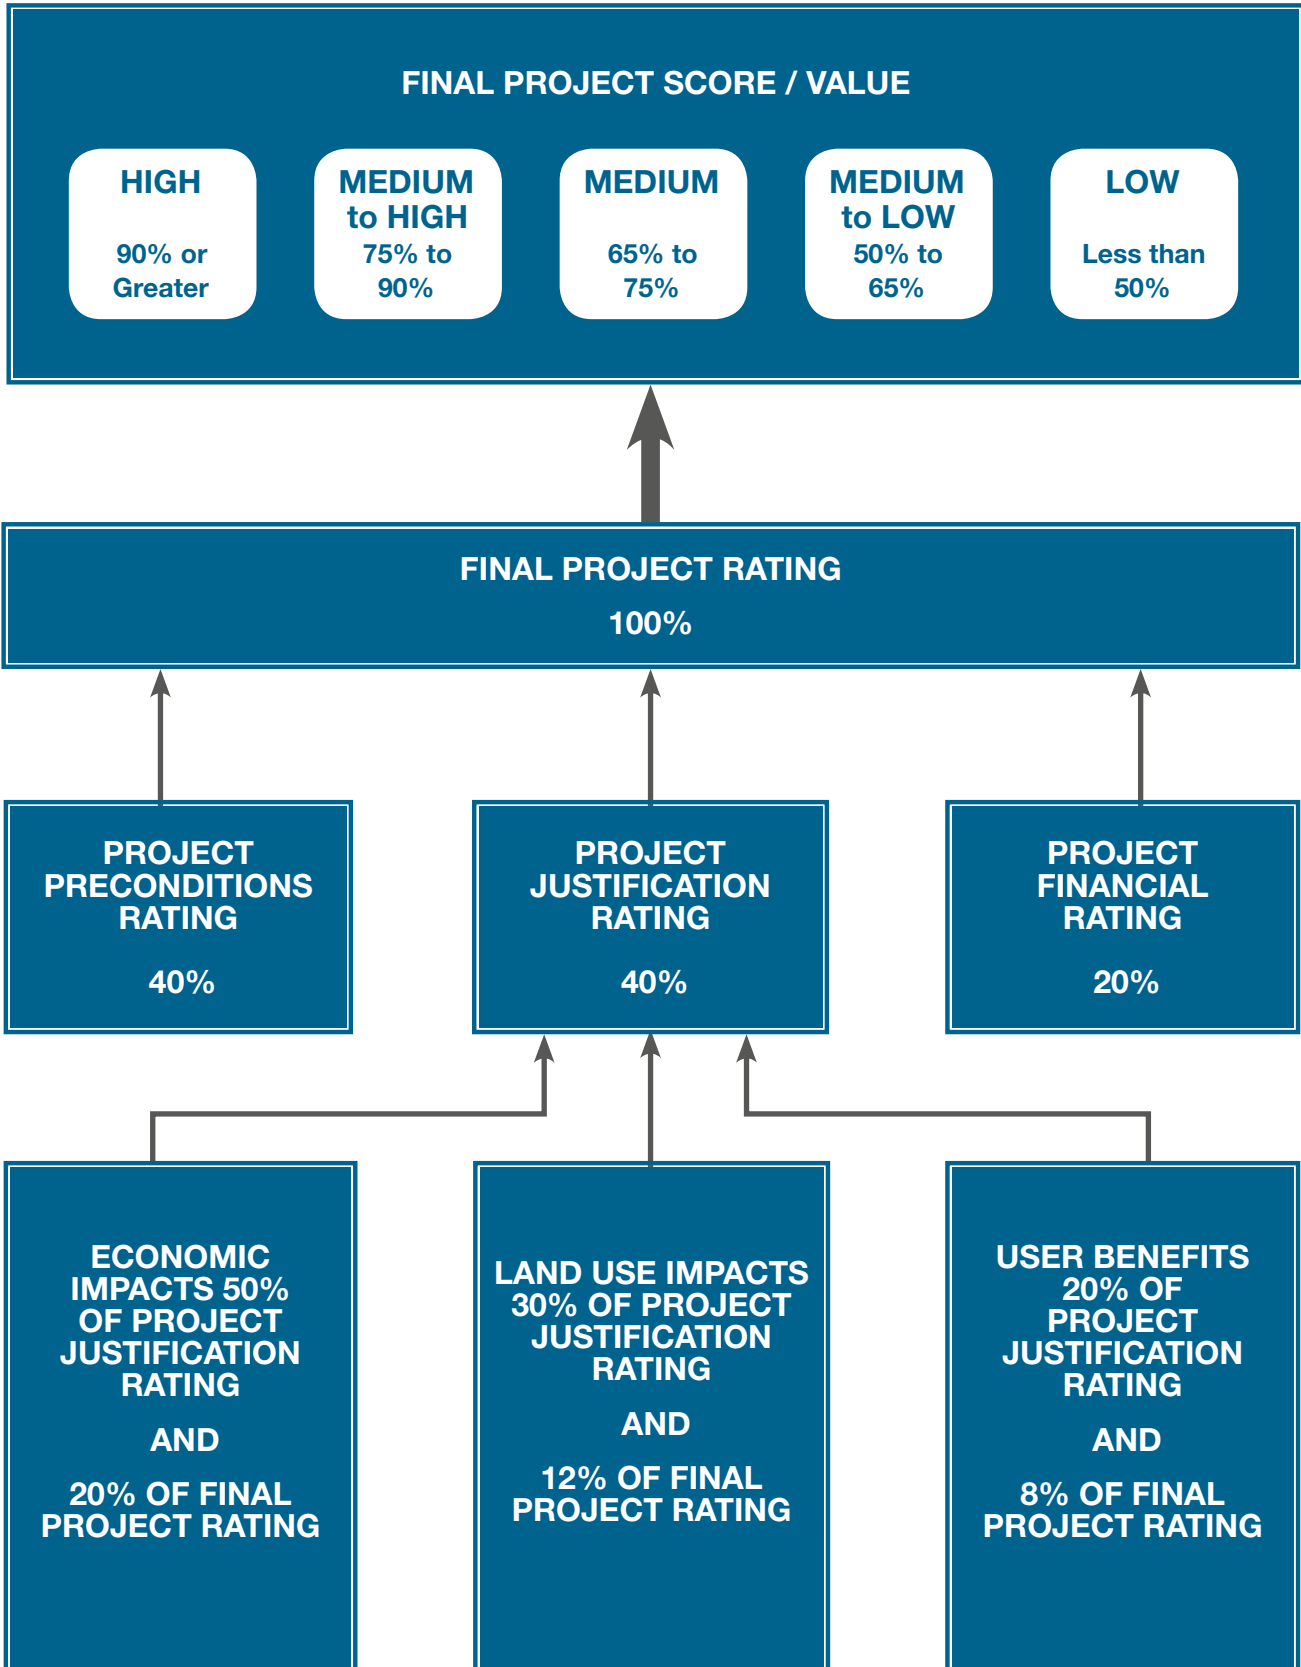 FINAL PROJECT SCORE / VALUE
HIGH
90% or
Greater
MEDIUM
to HIGH
75% to
90%
MEDIUM
65% to
75%
MEDIUM
to LOW
50% to
65%
LOW
Less than
50%
FINAL PROJECT RATING
100%
PROJECT
PRECONDITIONS
RATING
40%
PROJECT
JUSTIFICATION
RATING
40%
PROJECT
FINANCIAL
RATING
20%
ECONOMIC
IMPACTS 50%
OF PROJECT
JUSTIFICATION
RATING
AND
20% OF FINAL
PROJECT RATING
LAND USE IMPACTS
30% OF PROJECT
JUSTIFICATION
RATING
AND
12% OF FINAL
PROJECT RATING
USER BENEFITS
20% OF
PROJECT
JUSTIFICATION
RATING
AND
8% OF FINAL
PROJECT RATING